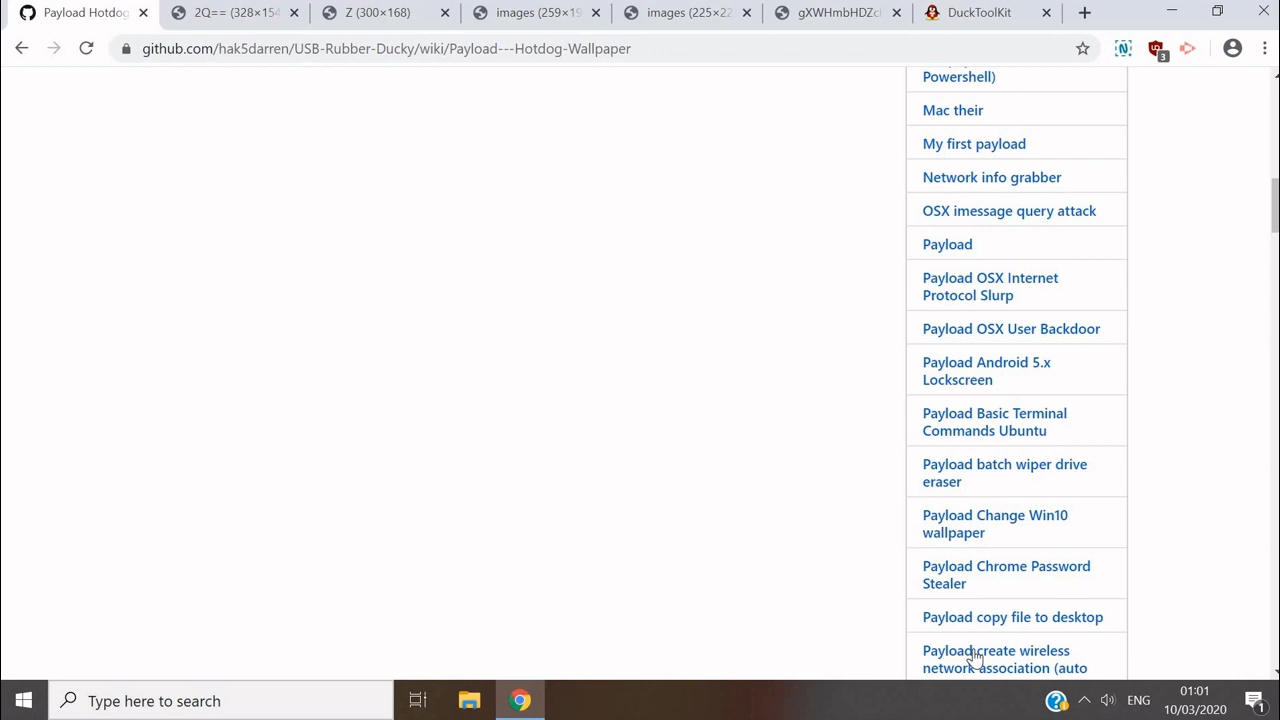 Payload Hotdog
2Q== (328×154
Z (300×168)
images (259×19
images (225×22
gXWHmbHDZcl
DuckToolKit
github.com/hak5darren/USB-Rubber-Ducky/wiki/Payload---Hotdog-Wallpaper
3
Powershell)
Mac their
My first payload
Network info grabber
OSX imessage query attack
Payload
Payload OSX Internet
Protocol Slurp
Payload OSX User Backdoor
Payload Android 5.x
Lockscreen
Payload Basic Terminal
Commands Ubuntu
Payload batch wiper drive
eraser
Payload Change Win10
wallpaper
Payload Chrome Password
Stealer
Payload copy file to desktop
Payload create wireless
network association (auto
Type here to search
ENG
01:01
10/03/2020
1